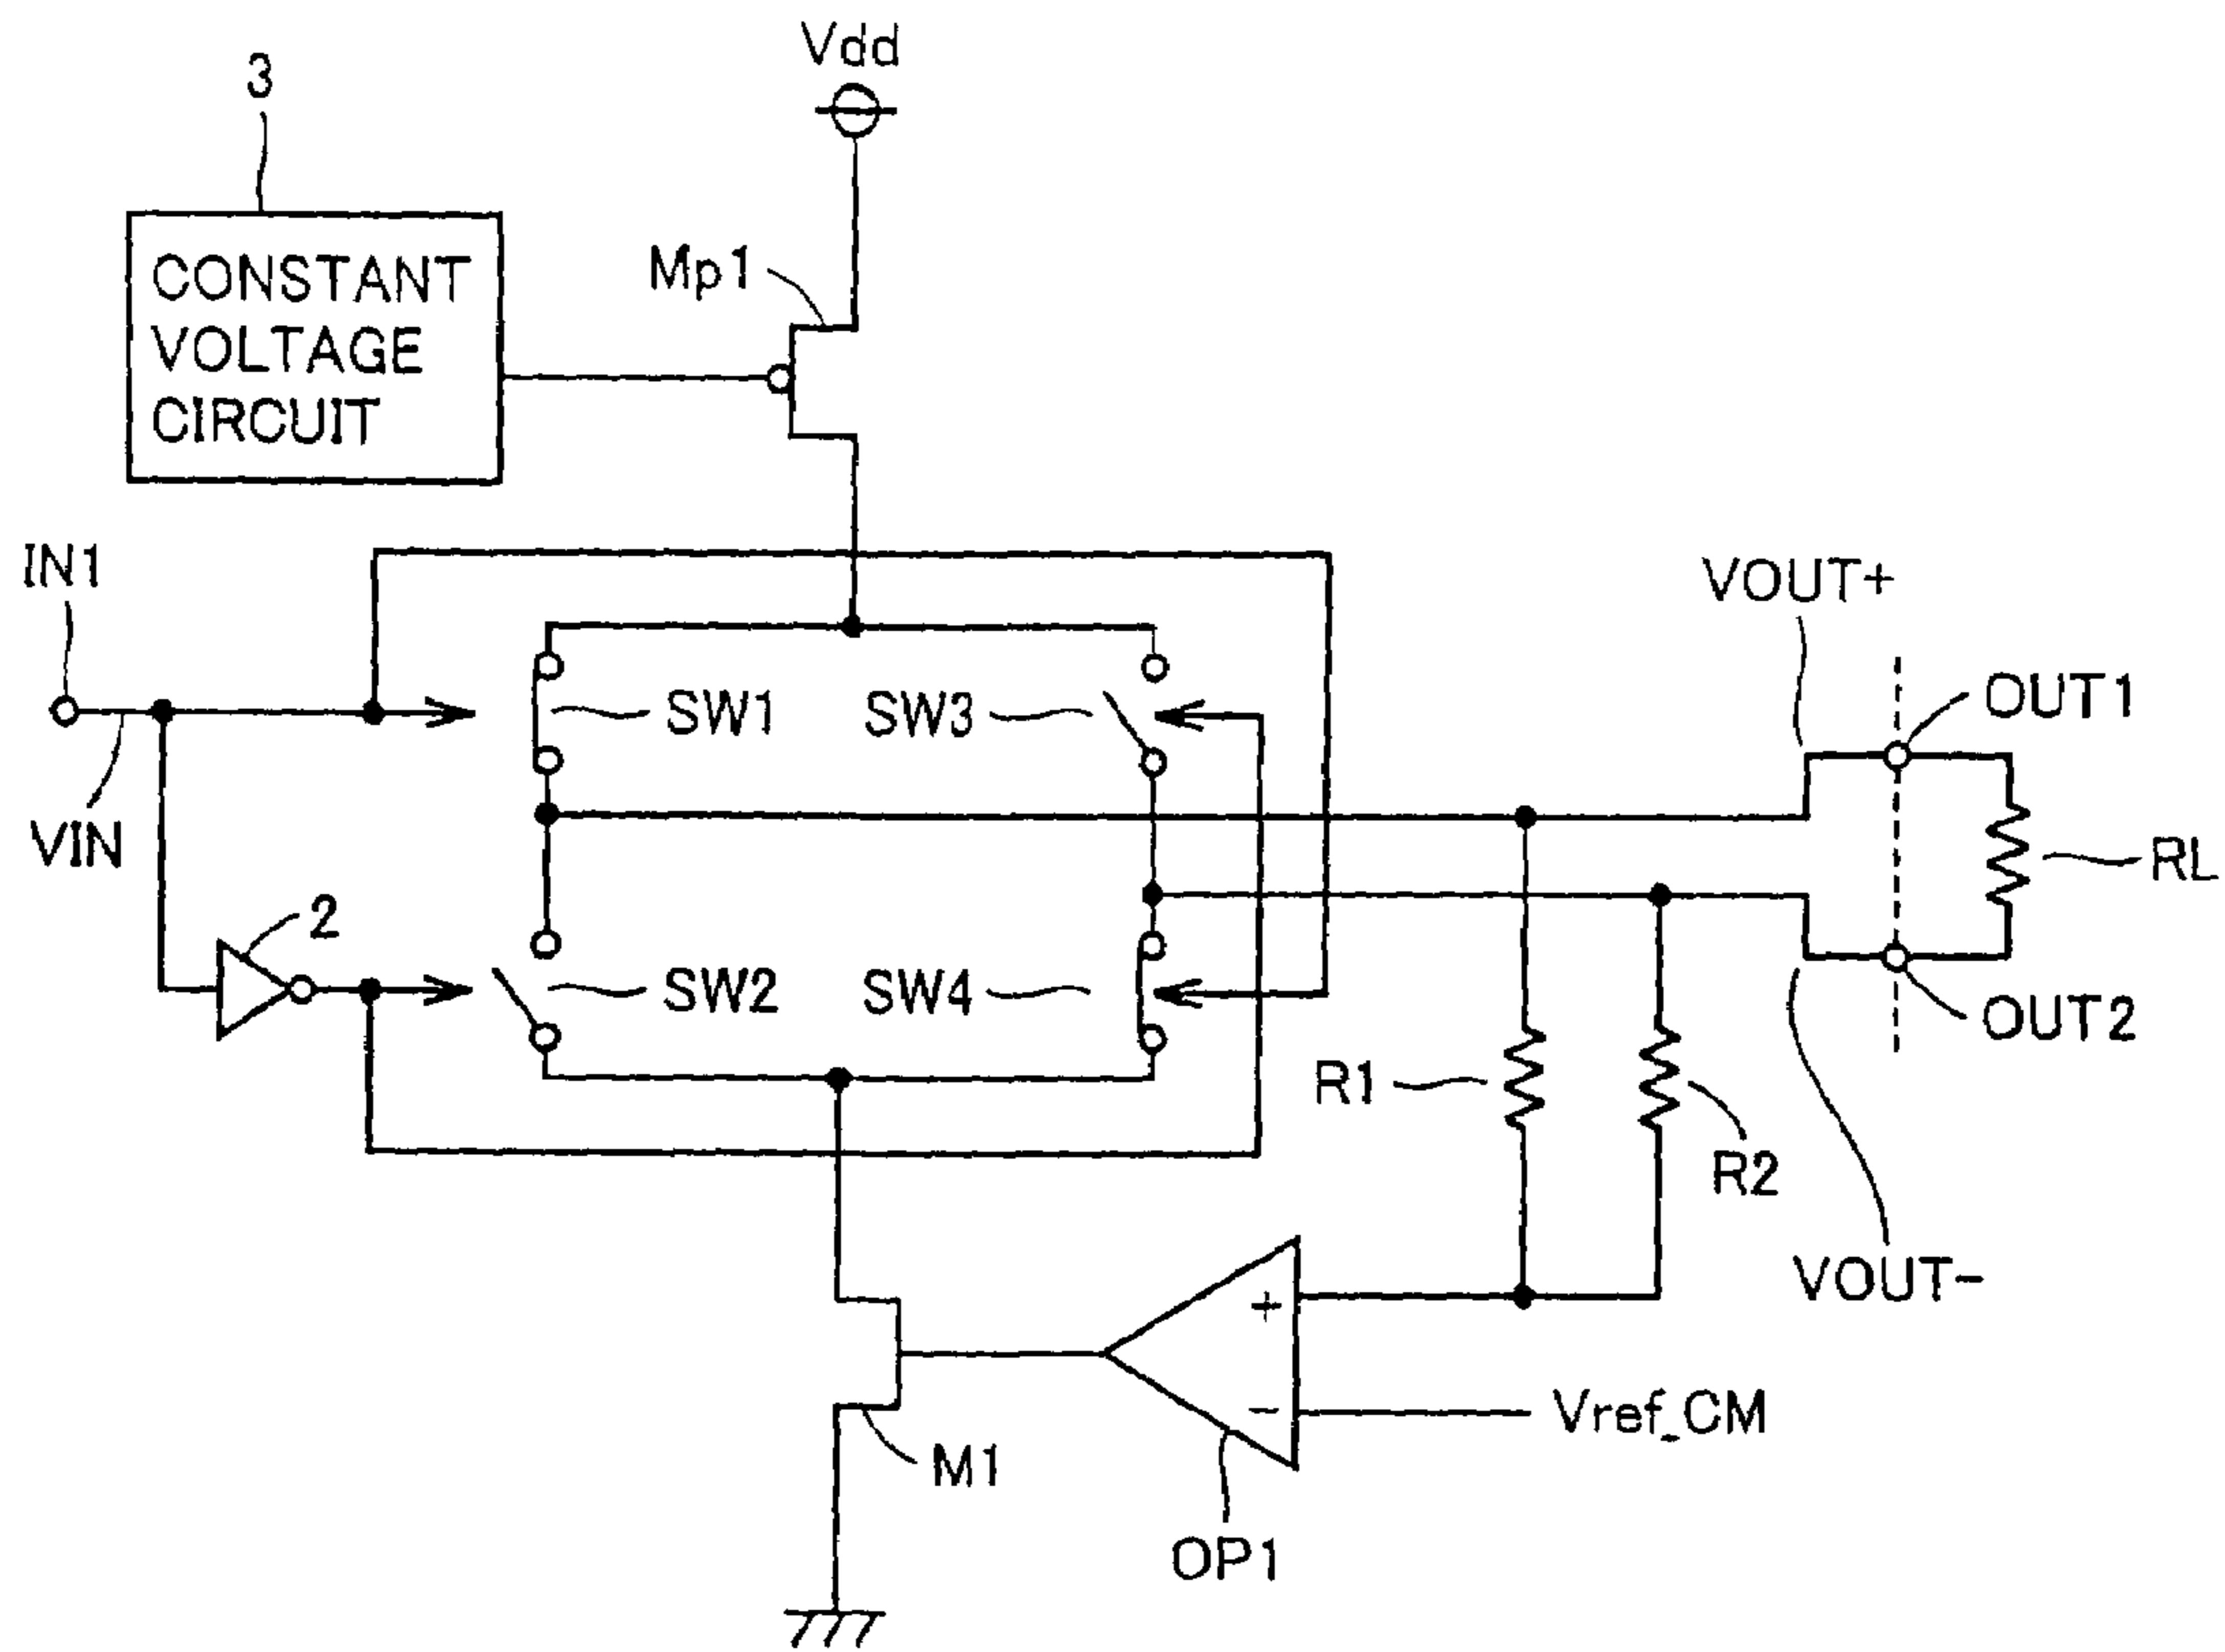 Vdd
3
CONSTANT
VOLTAGE
CIRCUIT
Mp1
IN1
VOUT+
SW1
SW3
OUT1
VIN
RL
2
SW2
SW4
OUT2
R1
R2
VOUT-
+
-
Vref_CM
M1
OP1